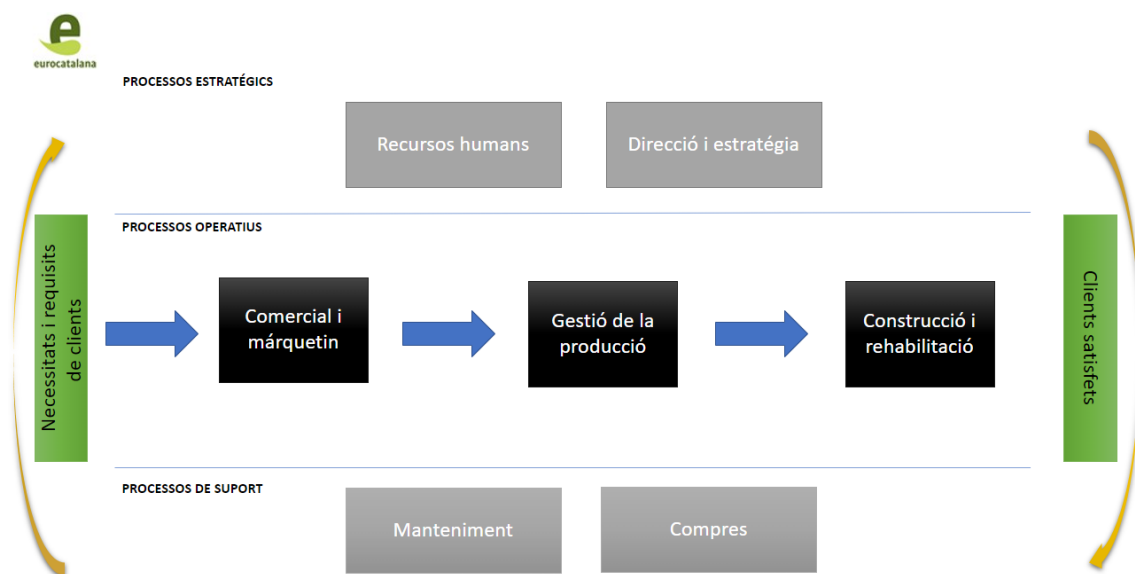 eurocatalana
PROCESSOS ESTRATÉGICS
Recursos humans
Direcció i estratégia
PROCESSOS OPERATIUS
Necessitats i requisits
de clients
Comercial i
márquetin
Gestió de la
producció
Construcció i
rehabilitació
Clients satisfets
PROCESSOS DE SUPORT
Manteniment
Compres